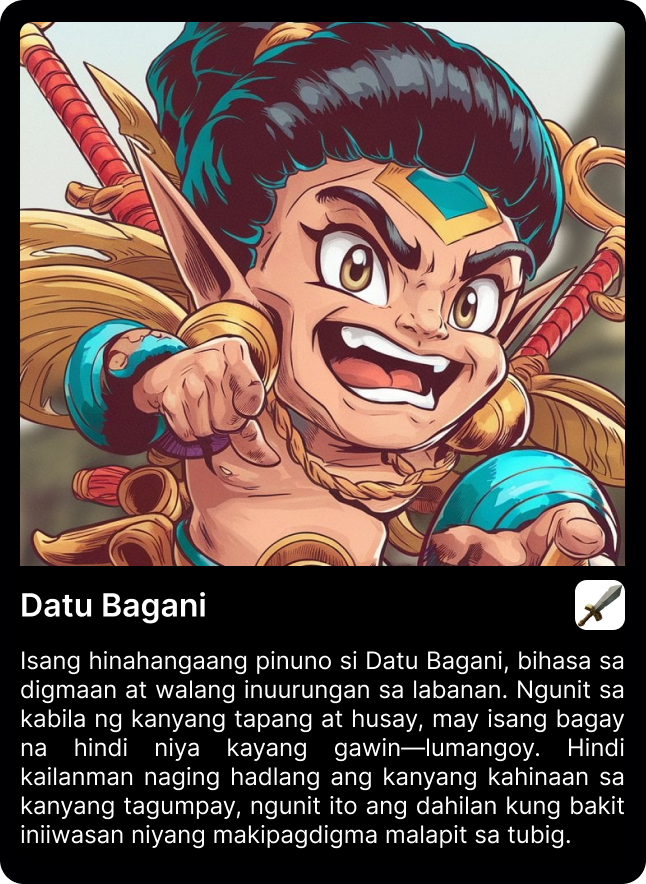 Datu Bagani
Isang hinahangaang pinuno si Datu Bagani, bihasa sa
digmaan at walang inuurungan sa labanan. Ngunit sa
kabila ng kanyang tapang at husay, may isang bagay
na hindi niya kayang gawin—lumangoy. Hindi
kailanman naging hadlang ang kanyang kahinaan sa
kanyang tagumpay, ngunit ito ang dahilan kung bakit
iniiwasan niyang makipagdigma malapit sa tubig.